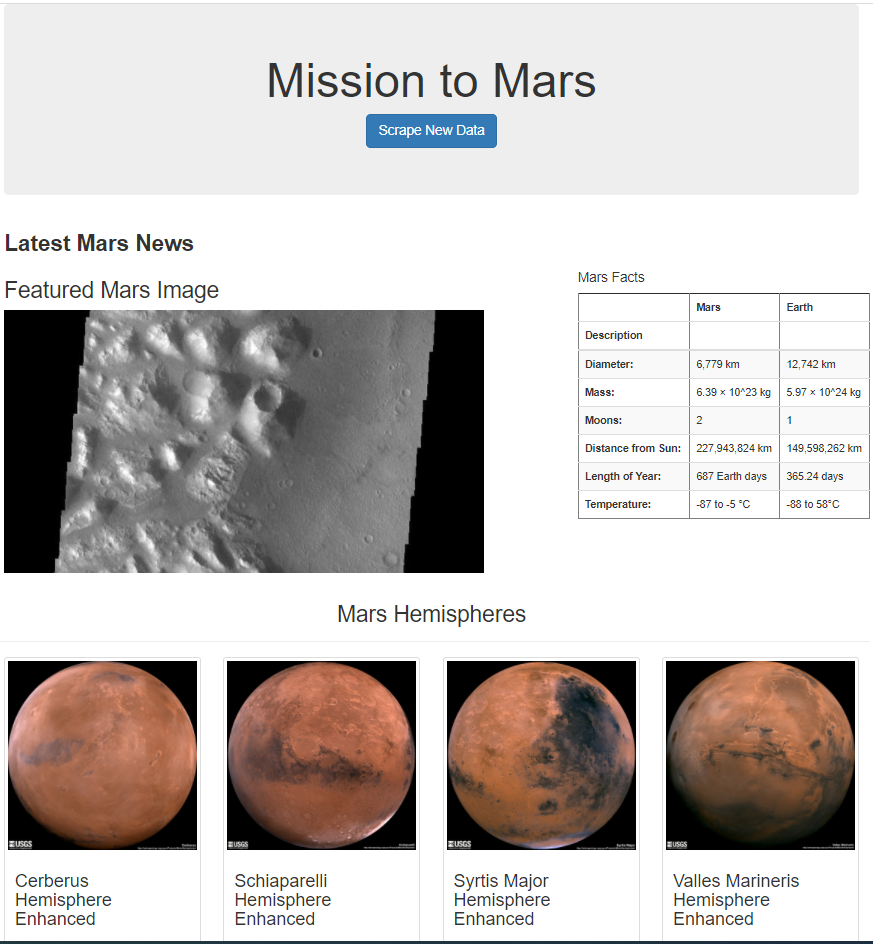 Mission to Mars
Scrape New Data
Latest Mars News
Featured Mars Image
Mars Facts
Mars Earth
Description
Diameter: 6,779 km 12,742 km
Mass: 6.39 × 10^23 kg 5.97 × 10^24 kg
Moons: 2 1
Distance from Sun: 227,943,824 km 149,598,262 km
Length of Year: 687 Earth days 365.24 days
Temperature: -87 to -5 °C -88 to 58°C
Mars Hemispheres
USGS
USGS
USGS
USGS
Cerberus
Hemisphere
Enhanced
Schiaparelli
Hemisphere
Enhanced
Syrtis Major
Hemisphere
Enhanced
Valles Marineris
Hemisphere
Enhanced